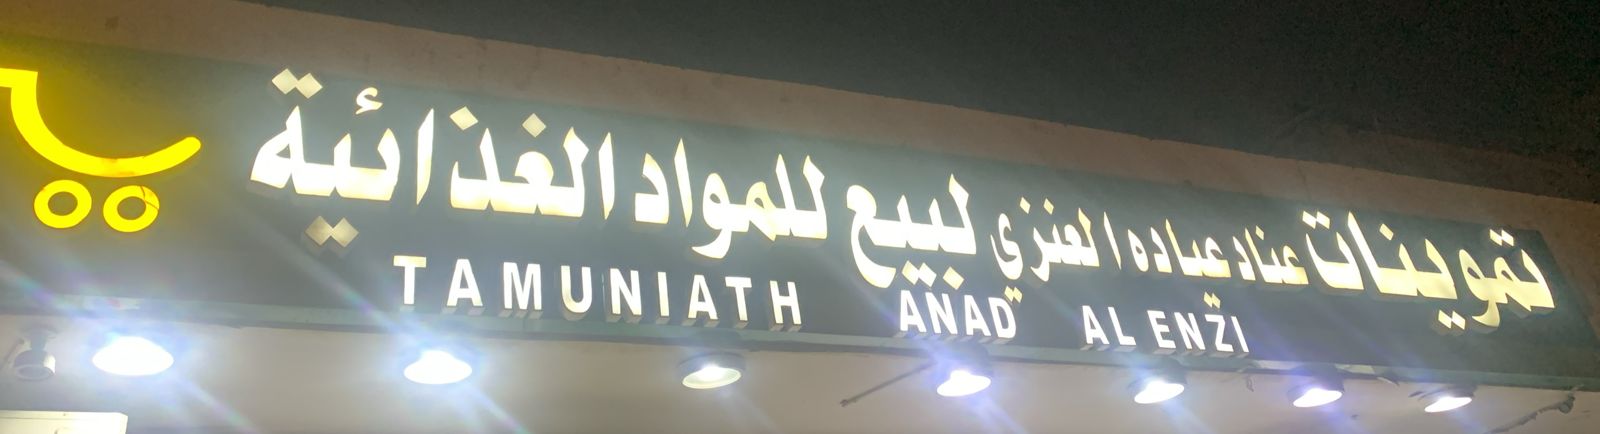 تموينات عناد عباده العنزي لبيع للمواد الغذائية
TAMUNIATH ANAD AL ENZI